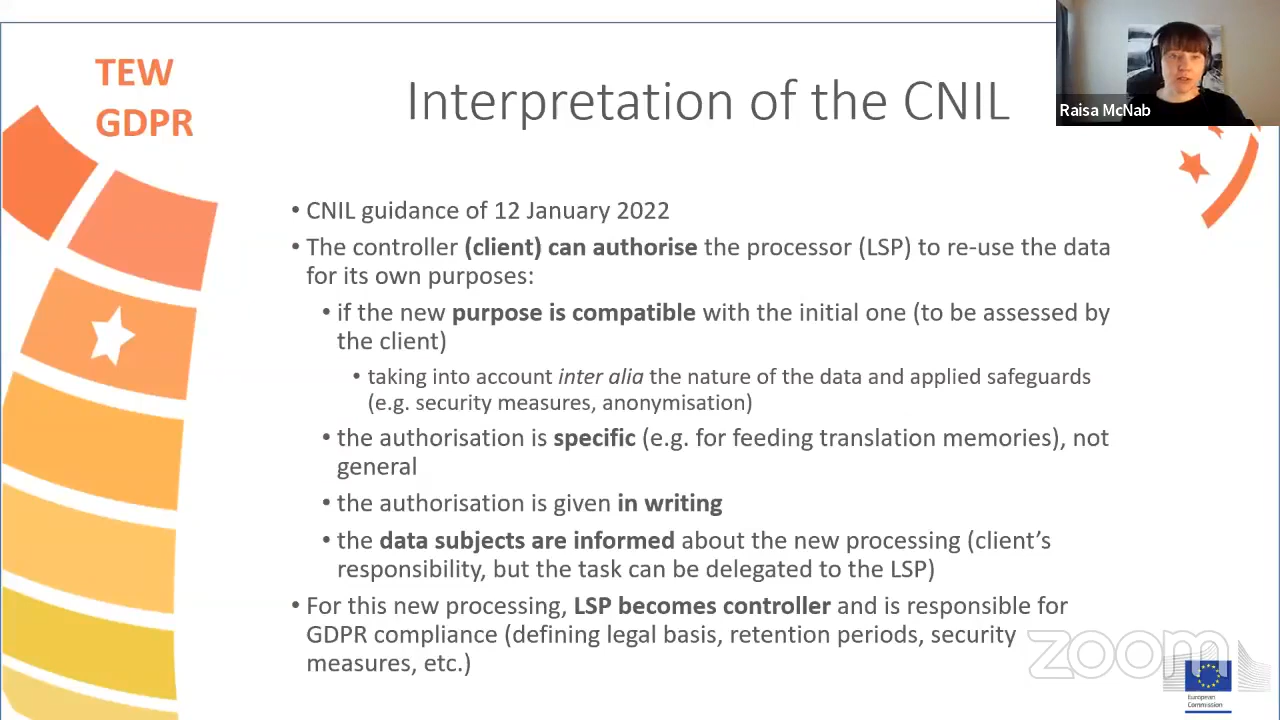 TEW
GDPR
Interpretation of the CNIL
Raisa McNab
• CNIL guidance of 12 January 2022
• The controller (client) can authorise the processor (LSP) to re-use the data
for its own purposes:
• if the new purpose is compatible with the initial one (to be assessed by
the client)
• taking into account inter alia the nature of the data and applied safeguards
(e.g. security measures, anonymisation)
• the authorisation is specific (e.g. for feeding translation memories), not
general
• the authorisation is given in writing
• the data subjects are informed about the new processing (client's
responsibility, but the task can be delegated to the LSP)
• For this new processing, LSP becomes controller and is responsible for
GDPR compliance (defining legal basis, retention periods, security
measures, etc.)
zoom
European
Commission